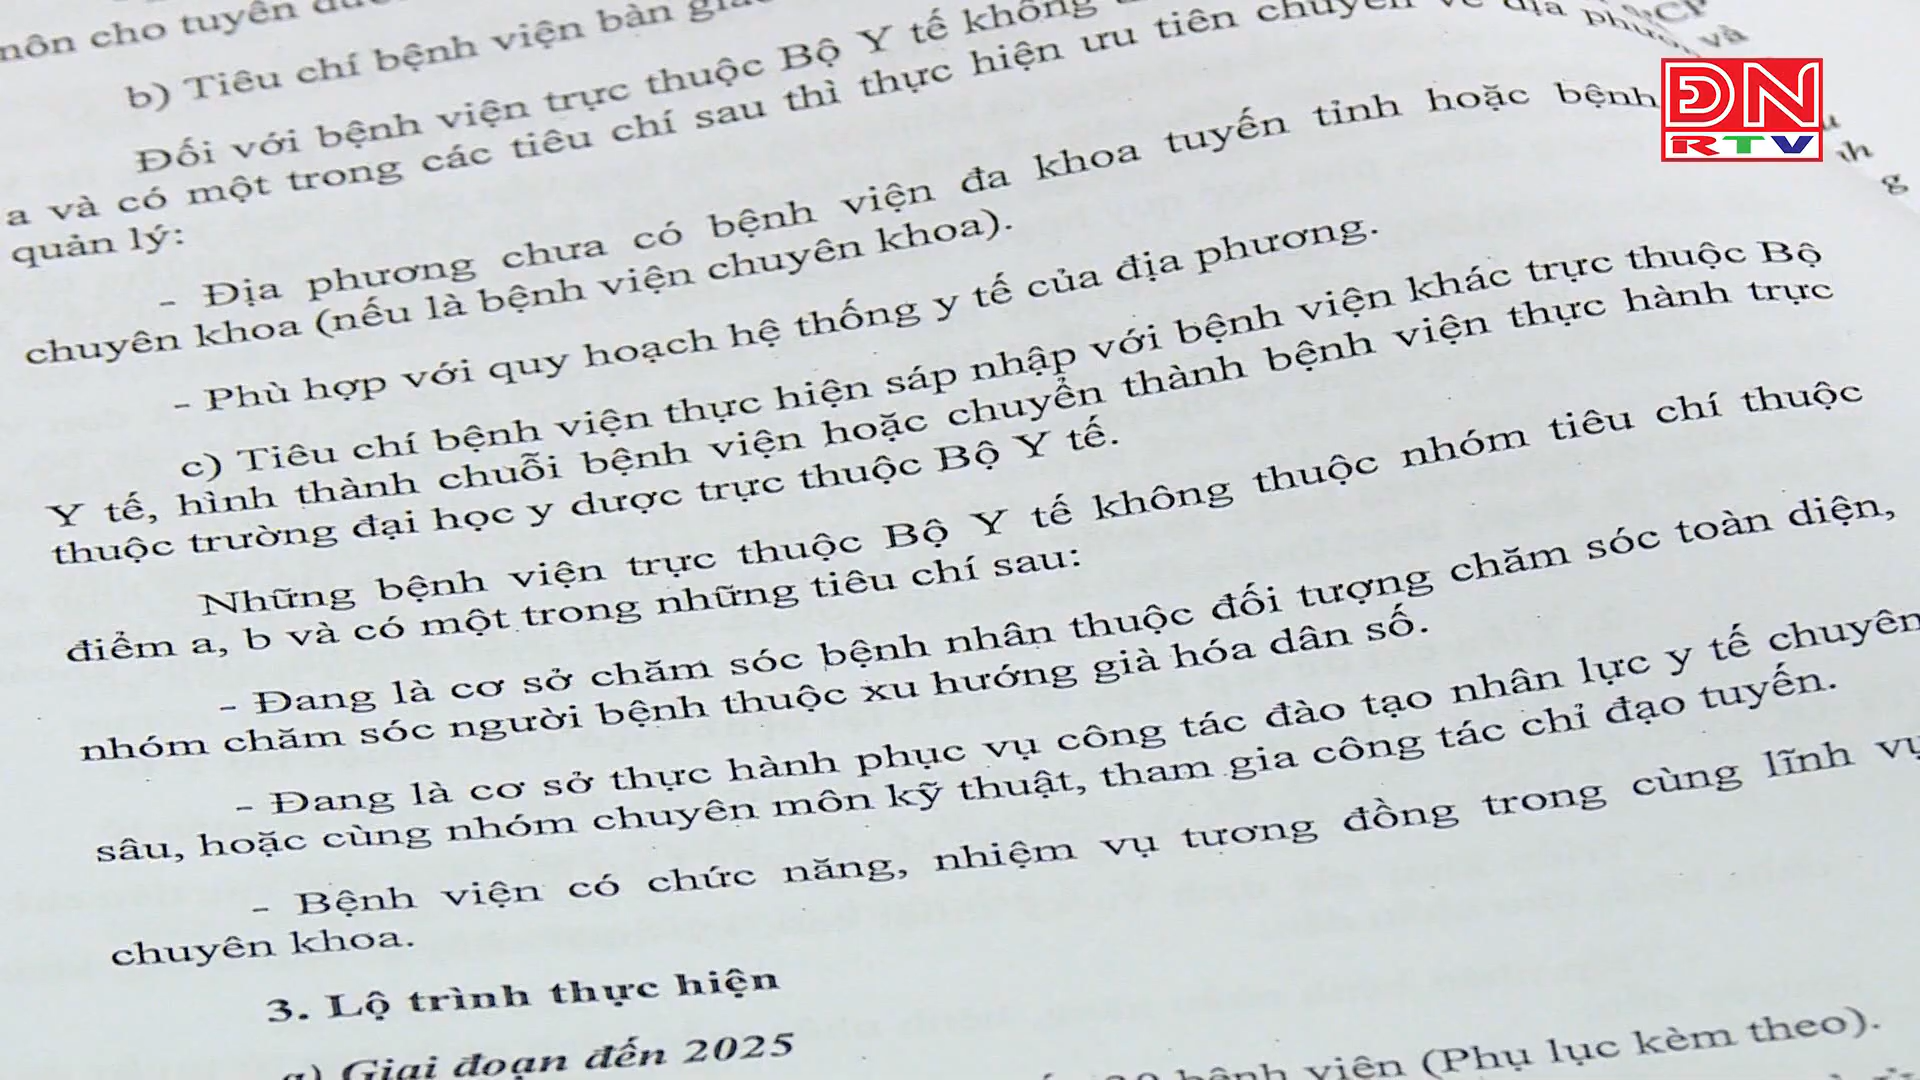 môn cho tuyến
b) Tiêu chí bệnh viện bàn
Đối với bệnh viện trực thuộc Bộ Y tế không
a và có một trong các tiêu chí sau thì thực hiện ưu tiên chuyển về địa
quản lý:
- Địa phương chưa có bệnh viện đa khoa tuyến tỉnh hoặc bệnh
chuyên khoa (nếu là bệnh viện chuyên khoa).
- Phù hợp với quy hoạch hệ thống y tế của địa phương.
c) Tiêu chí bệnh viện thực hiện sáp nhập với bệnh viện khác trực thuộc Bộ
Y tế, hình thành chuỗi bệnh viện hoặc chuyển thành bệnh viện thực hành trực
thuộc trường đại học y dược trực thuộc Bộ Y tế.
Những bệnh viện trực thuộc Bộ Y tế không thuộc nhóm tiêu chí thuộc
điểm a, b và có một trong những tiêu chí sau:
- Đang là cơ sở chăm sóc bệnh nhân thuộc đối tượng chăm sóc toàn diện,
nhóm chăm sóc người bệnh thuộc xu hướng già hóa dân số.
- Đang là cơ sở thực hành phục vụ công tác đào tạo nhân lực y tế chuyên
sâu, hoặc cùng nhóm chuyên môn kỹ thuật, tham gia công tác chỉ đạo tuyến.
- Bệnh viện có chức năng, nhiệm vụ tương đồng trong cùng lĩnh vự
chuyên khoa.
3. Lộ trình thực hiện
a) Giai đoạn đến 2025
bệnh viện (Phụ lục kèm theo).
ĐN
RTV